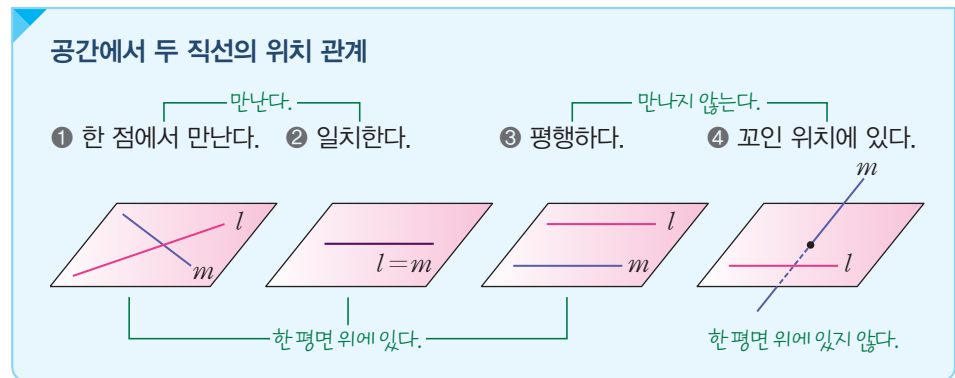 공간에서 두 직선의 위치 관계
만난다. 만나지 않는다.
❶ 한 점에서 만난다. ❷ 일치한다. ❸ 평행하다. ❹ 꼬인 위치에 있다.
m
l l
l=m m l
m
한 평면 위에 있다. 한 평면 위에 있지 않다.